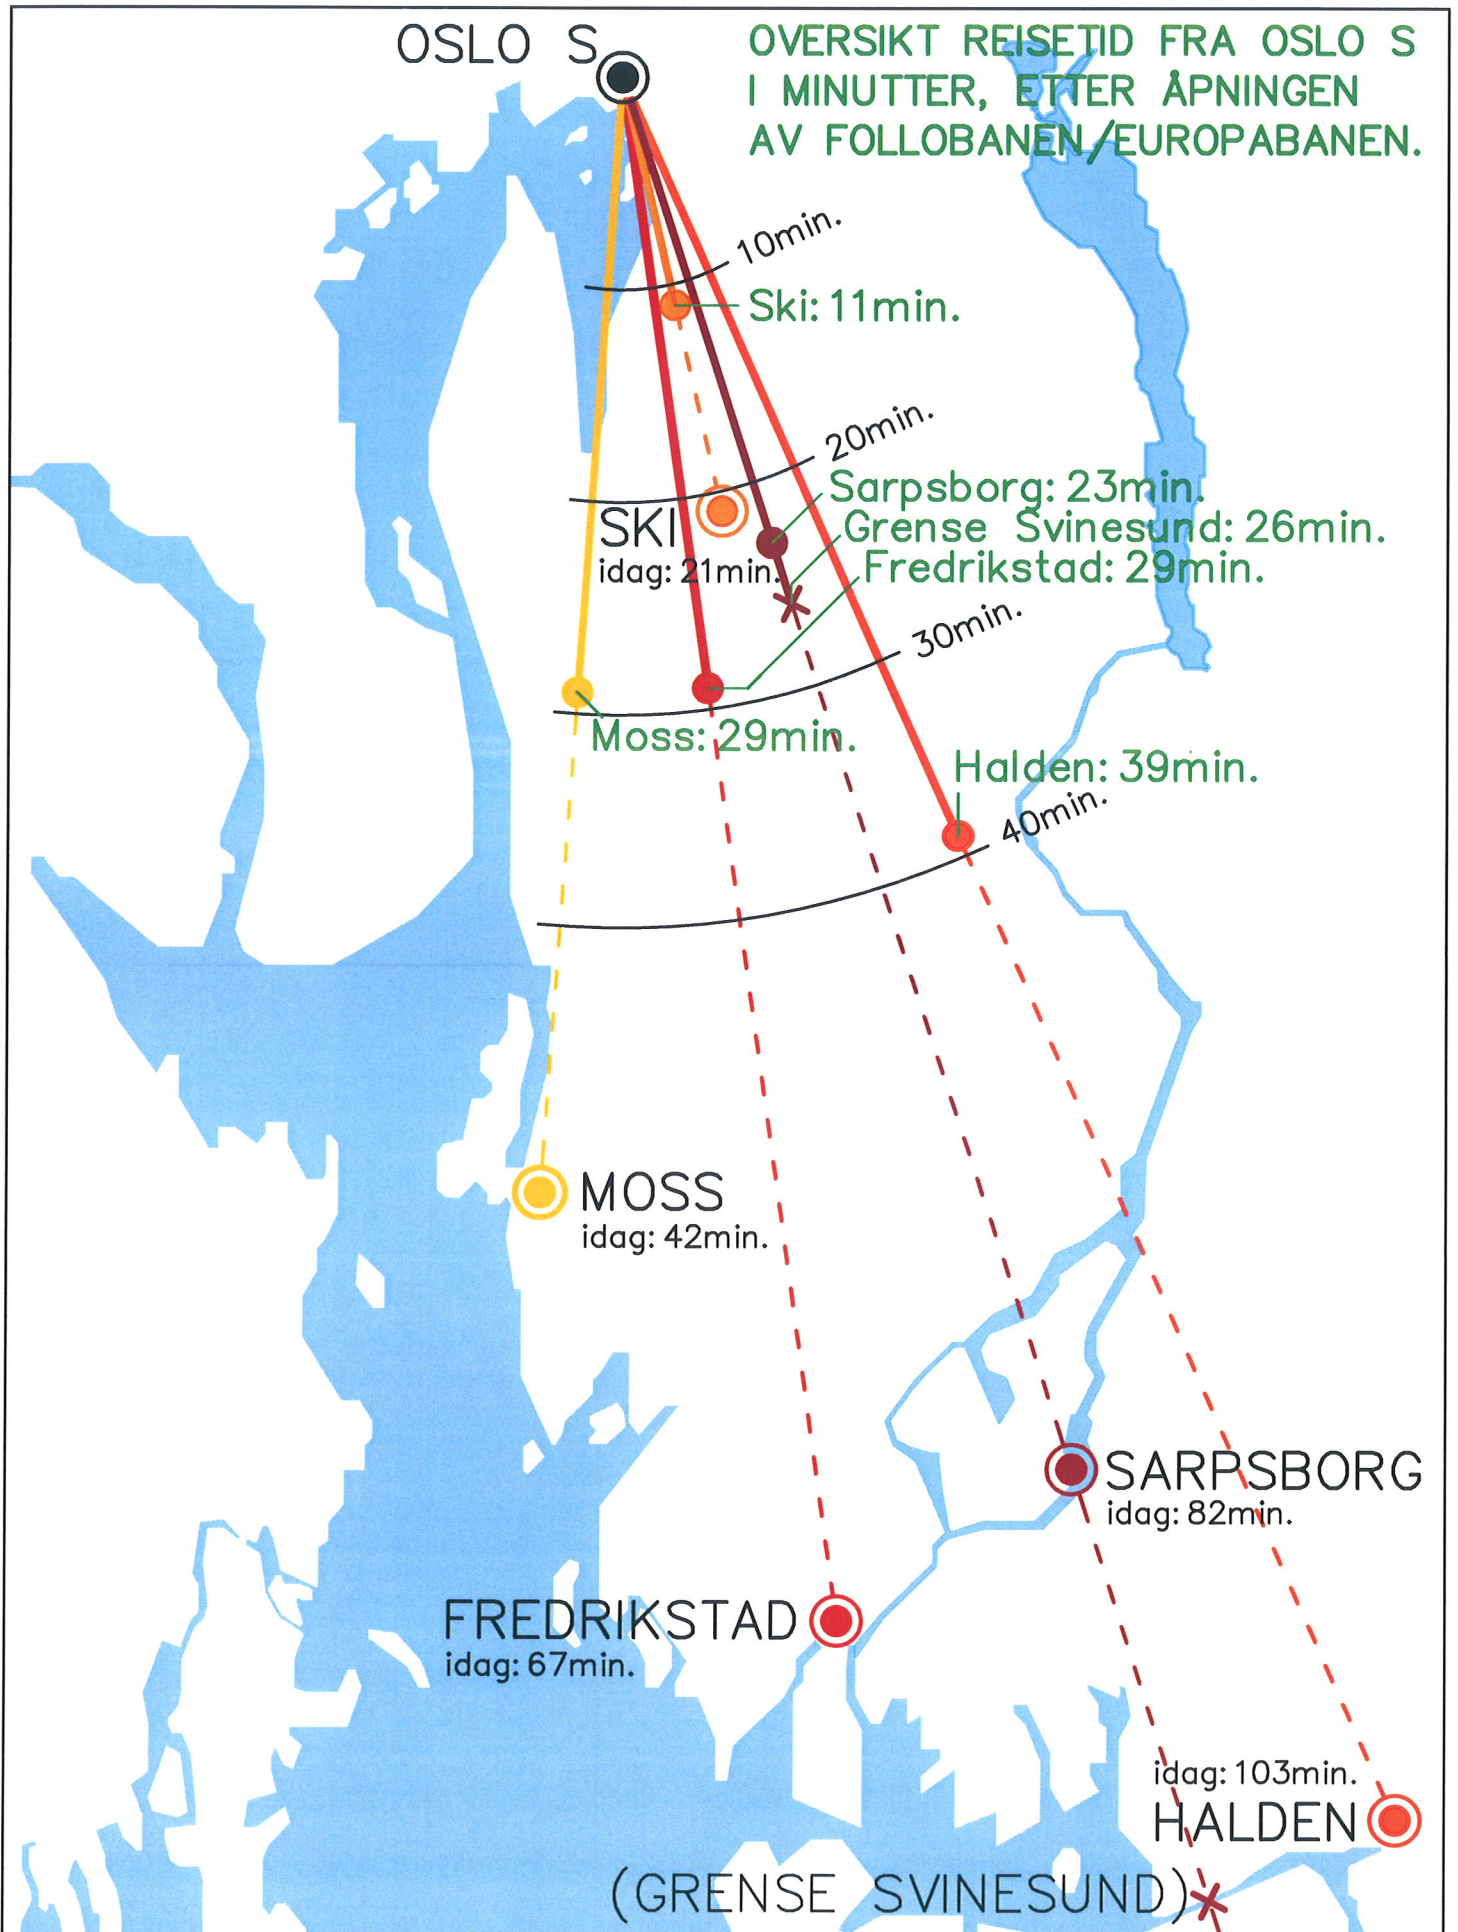 OSLO S
OVERSIKT REISETID FRA OSLO S
I MINUTTER, ETTER ÅPNINGEN
AV FOLLOBANEN/EUROPABANEN.
10min.
Ski: 11min.
20min.
Sarpsborg: 23min.
Grense Svinesund: 26min.
Fredrikstad: 29min.
SKI
idag: 21min.
30min.
Moss: 29min.
Halden: 39min.
40min.
MOSS
idag: 42min.
SARPSBORG
idag: 82min.
FREDRIKSTAD
idag: 67min.
idag: 103min.
HALDEN
(GRENSE SVINESUND)